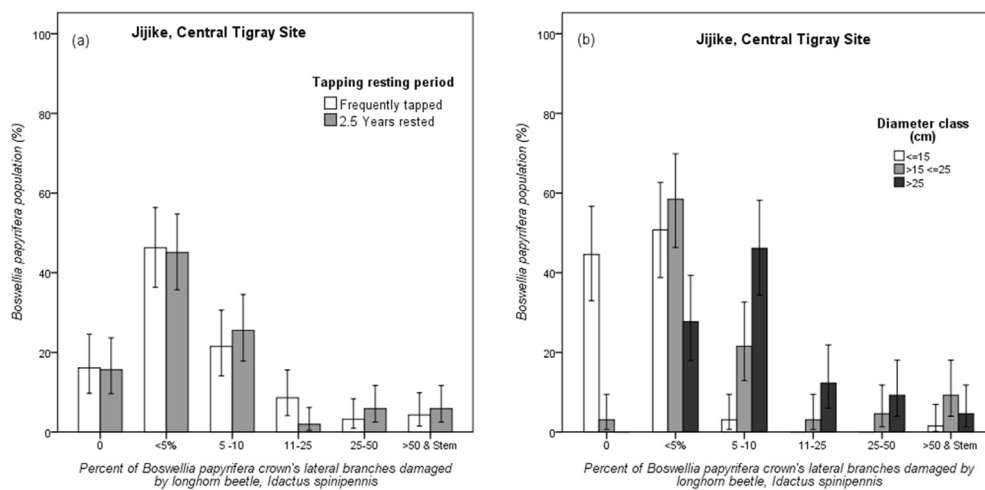 (a)
Jijike, Central Tigray Site
Tapping resting period
Frequently tapped
2.5 Years rested
Boswellia papyrifera population (%)
100
80
60
40
20
0
0 <5% 5 -10 11-25 25-50 >50 & Stem
Percent of Boswellia papyrifera crown's lateral branches damaged
by longhorn beetle, Idactus spinipennis
(b)
Jijike, Central Tigray Site
Diameter class
(cm)
<=15
>15 <=25
>25
Boswellia papyrifera population (%)
100
80
60
40
20
0
0 <5% 5 -10 11-25 25-50 >50 & Stem
Percent of Boswellia papyrifera crown's lateral branches damaged by
longhorn beetle, Idactus spinipennis